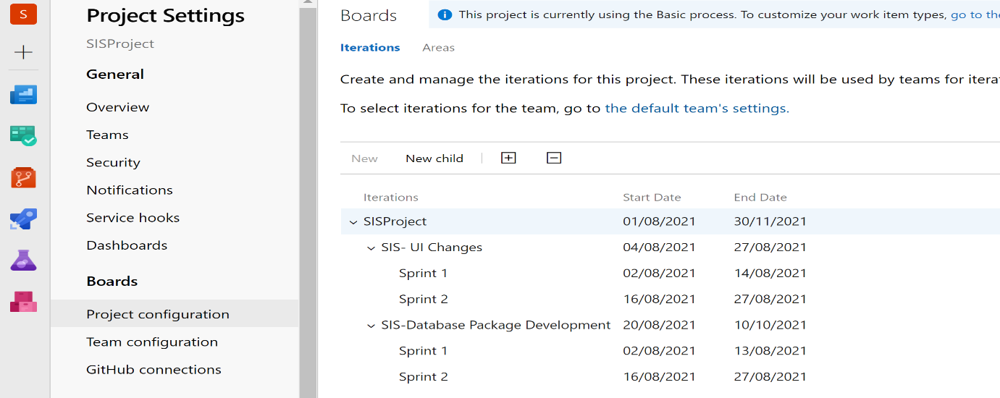 S
Project Settings
SISProject
General
Overview
Teams
Security
Notifications
Service hooks
Dashboards
Boards
Project configuration
Team configuration
GitHub connections
Boards
This project is currently using the Basic process. To customize your work item types, go to the
Iterations Areas
Create and manage the iterations for this project. These iterations will be used by teams for
To select iterations for the team, go to the default team's settings.
New New child
Iterations Start Date End Date
SISProject 01/08/2021 30/11/2021
SIS- UI Changes 04/08/2021 27/08/2021
Sprint 1 02/08/2021 14/08/2021
Sprint 2 16/08/2021 27/08/2021
SIS-Database Package Development 20/08/2021 10/10/2021
Sprint 1 02/08/2021 13/08/2021
Sprint 2 16/08/2021 27/08/2021